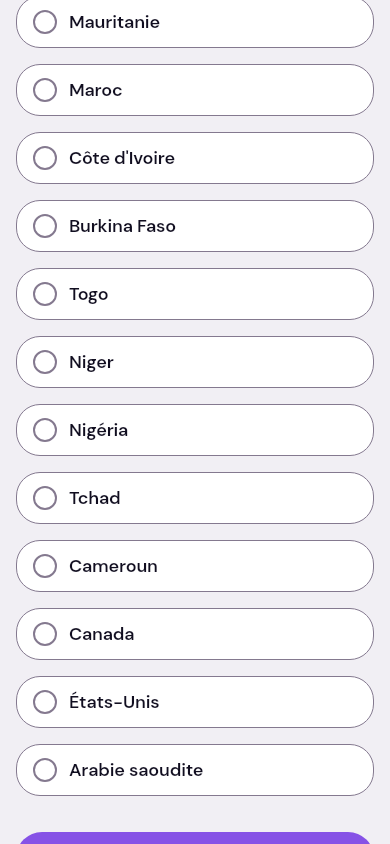 Mauritanie
Maroc
Côte d'Ivoire
Burkina Faso
Togo
Niger
Nigéria
Tchad
Cameroun
Canada
États-Unis
Arabie saoudite